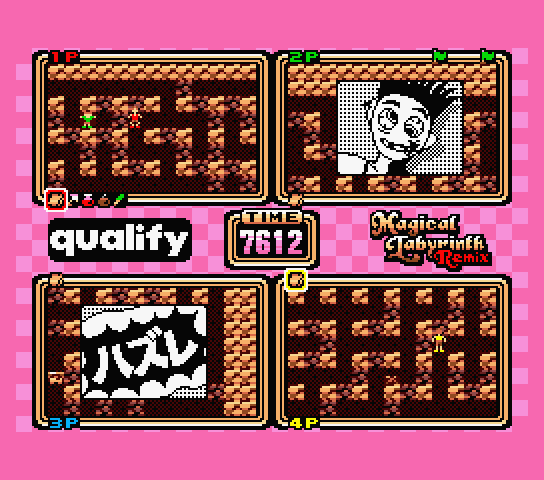 1P
2P
qualify
TIME
7612
Magical
Labyrinth
Remix
ハズレ
3P
4P